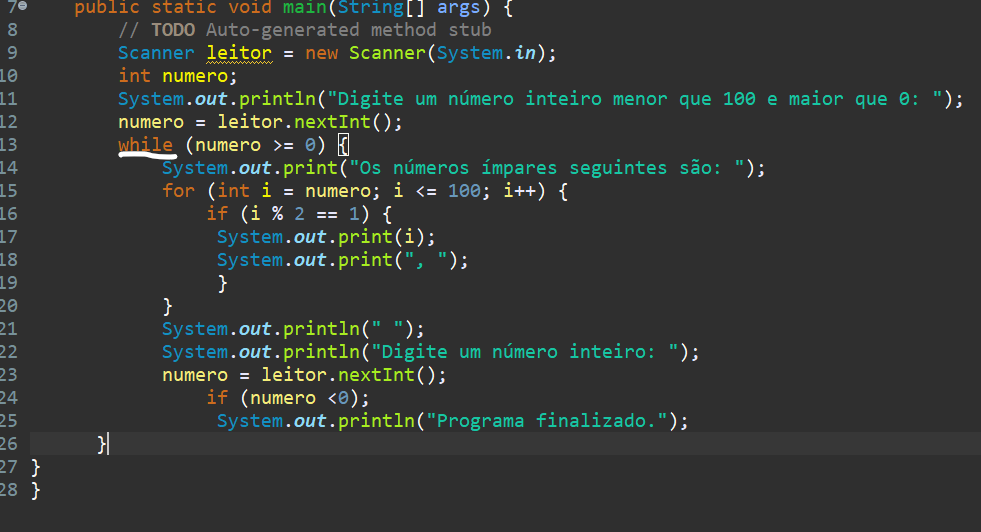 7 public static void main(String[] args) {
8 // TODO Auto-generated method stub
9 Scanner leitor = new Scanner(System.in);
10 int numero;
11 System.out.println("Digite um número inteiro menor que 100 e maior que 0: ");
12 numero = leitor.nextInt();
13 while (numero >= 0) {
14 System.out.print("Os números ímpares seguintes são: ");
15 for (int i = numero; i <= 100; i++) {
16 if (i % 2 == 1) {
17 System.out.print(i);
18 System.out.print(", ");
19 }
20 }
21 System.out.println(" ");
22 System.out.println("Digite um número inteiro: ");
23 numero = leitor.nextInt();
24 if (numero <0);
25 System.out.println("Programa finalizado.");
26 }
27 }
28 }